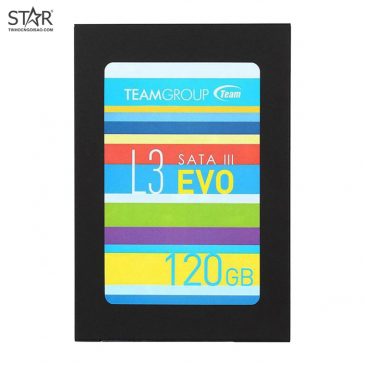 STAR
TINHOCNGOISAO.COM
TEAMGROUP Team
L3 SATA III
EVO
120GB